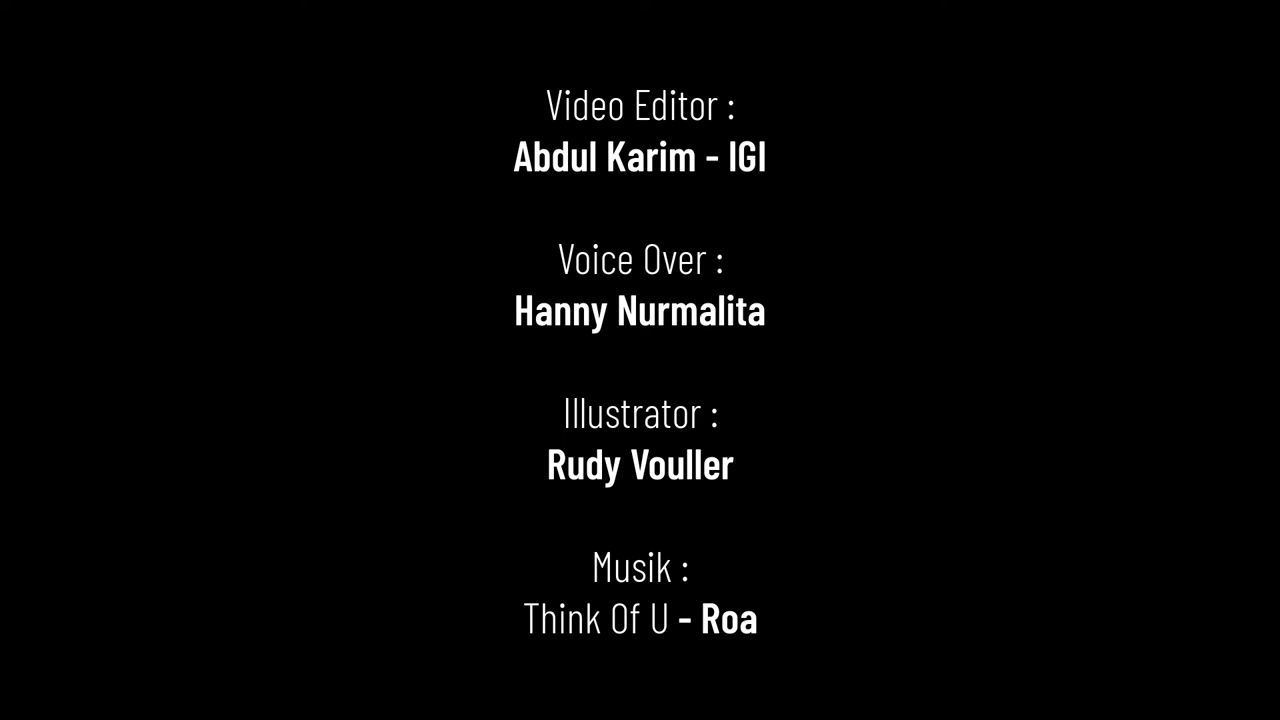 Video Editor :
Abdul Karim - IGI
Voice Over :
Hanny Nurmalita
Illustrator :
Rudy Vouller
Musik :
Think Of U - Roa